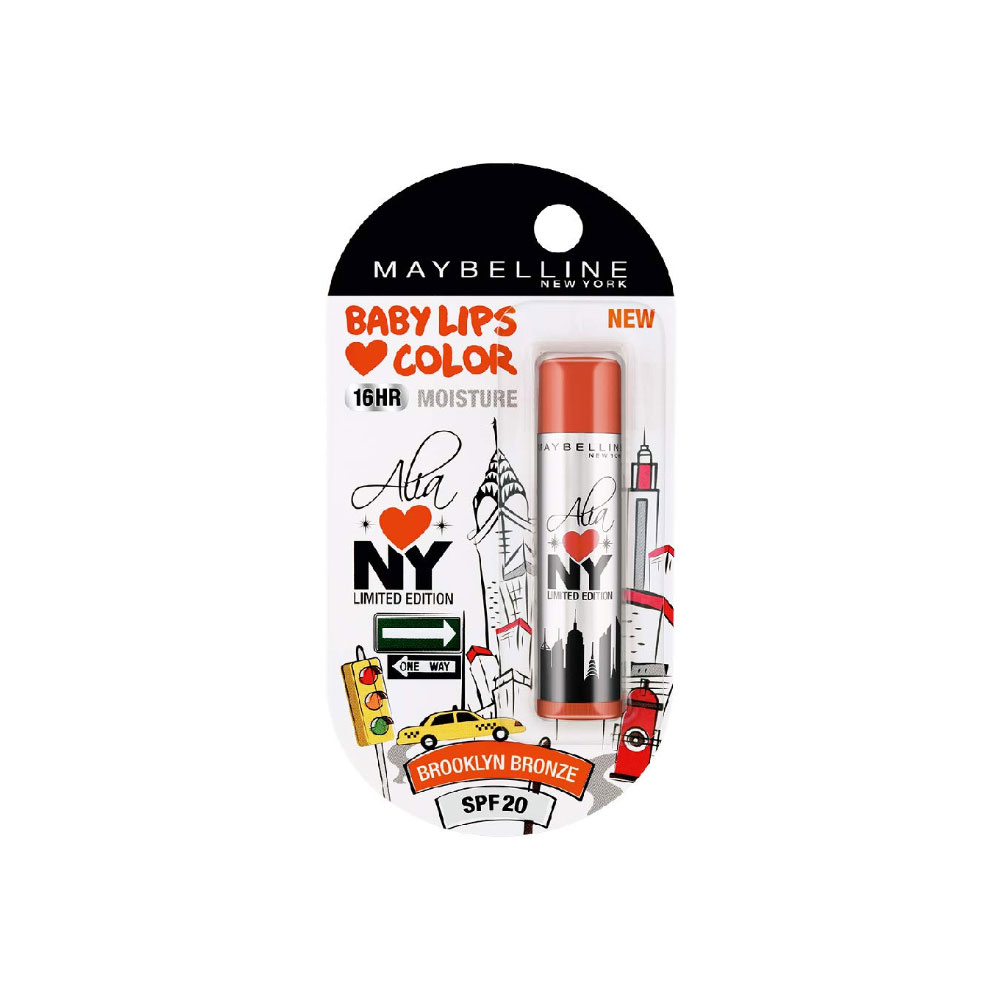 MAYBELLINE
NEW YORK
BABY LIPS
COLOR
NEW
16HR MOISTURE
Alia
NY
LIMITED EDITION
ONE WAY
MAYBELLINE
NEW YORK
Alia
NY
LIMITED EDITION
BROOKLYN BRONZE
SPF 20